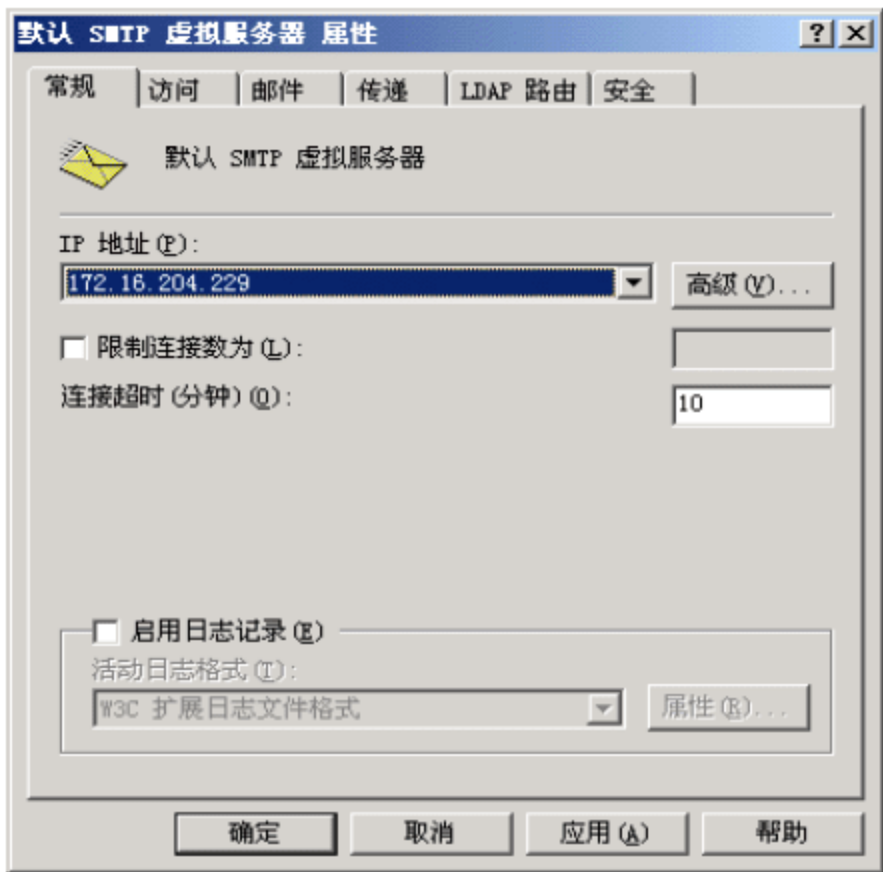 默认 SMTP 虚拟服务器 属性
常规 访问 邮件 传递 LDAP 路由 安全
默认 SMTP 虚拟服务器
IP 地址(P):
172.16.204.229 高级(V)...
限制连接数为(L):
连接超时(分钟)(O): 10
启用日志记录(E)
活动日志格式(T):
W3C 扩展日志文件格式 属性(R)...
确定 取消 应用(A) 帮助